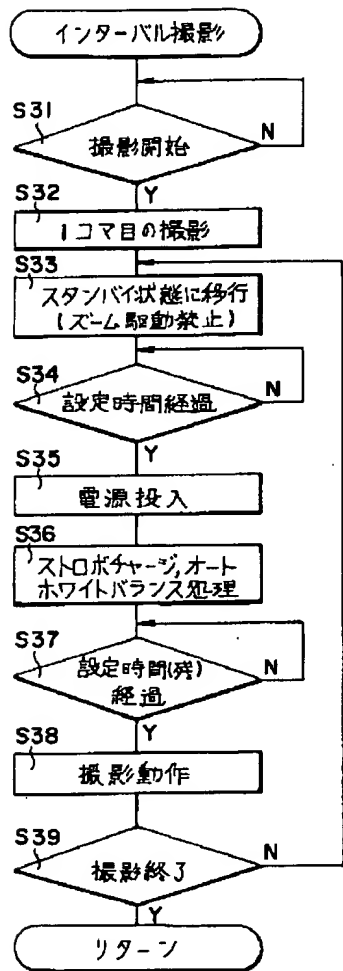 インターバル撮影
S31
撮影開始
N
Y
S32
1コマ目の撮影
S33
スタンバイ状態に移行
(ズーム駆動禁止)
S34
設定時間経過
N
Y
S35
電源投入
S36
ストロボチャージ,オート
ホワイトバランス処理
S37
設定時間(残)
経過
N
Y
S38
撮影動作
S39
撮影終了
N
Y
リターン